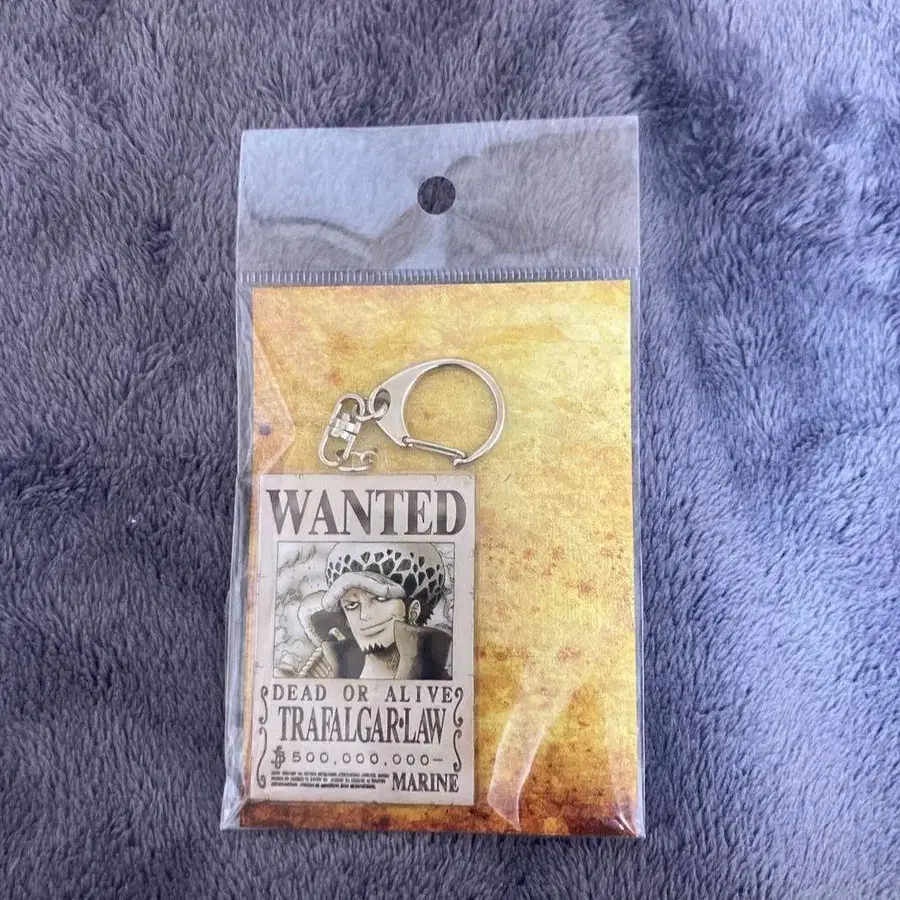 WANTED
DEAD OR ALIVE
TRAFALGAR·LAW
฿500,000,000-
MARINE